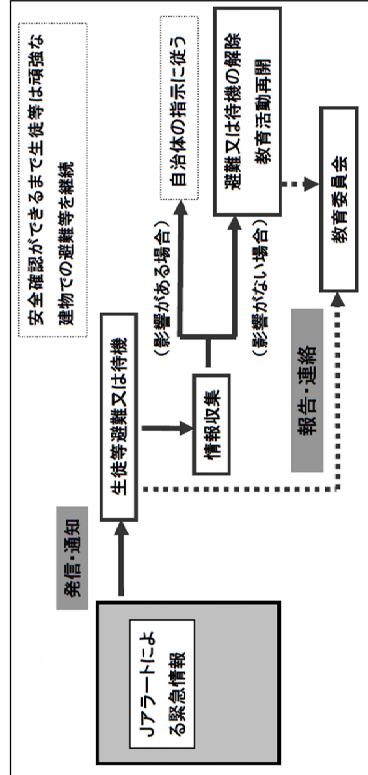 Jアラートによ
る緊急情報
発信・通知
生徒等避難又は待機
安全確認ができるまで生徒等は頑強な
建物での避難等を継続
情報収集
(影響がある場合)
自治体の指示に従う
(影響がない場合)
避難又は待機の解除
教育活動再開
報告・連絡
教育委員会